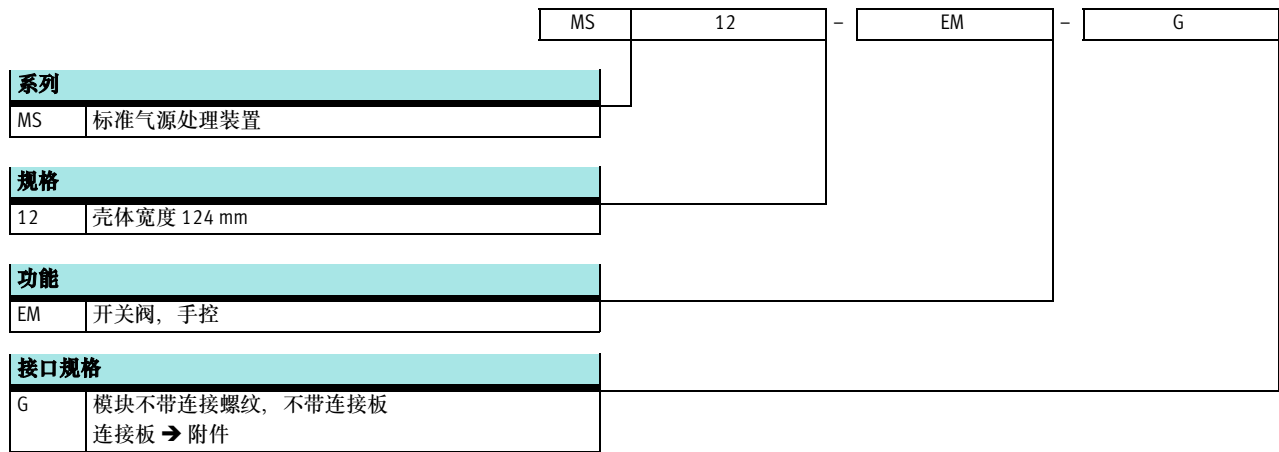 MS 12 – EM – G
系列
MS 标准气源处理装置
规格
12 壳体宽度 124 mm
功能
EM 开关阀，手控
接口规格
G 模块不带连接螺纹，不带连接板
连接板 ➔ 附件